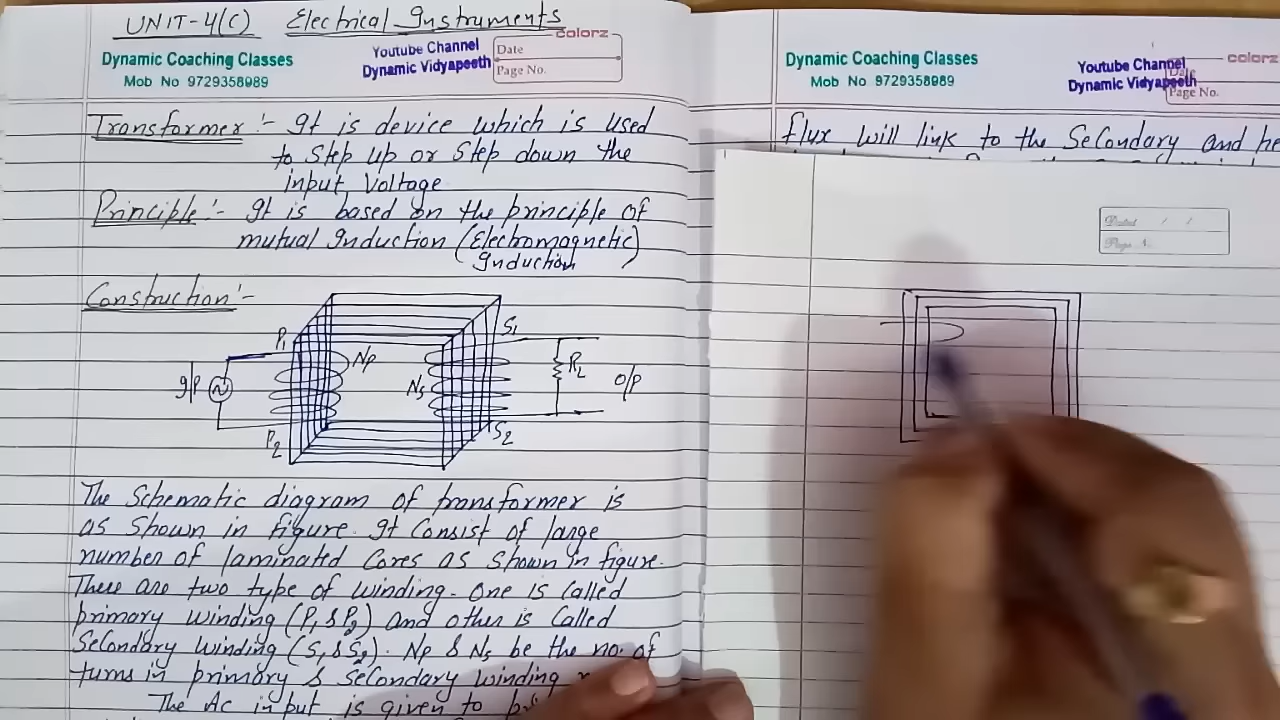 UNIT-4(C) Electrical Instruments
Dynamic Coaching Classes
Mob No 9729358989
Youtube Channel
Dynamic Vidyapeeth
colorz
Date
Page No.
Transformer :- It is device which is used
to Step up or Step down the
input Voltage
Principle :- It is based on the principle of
mutual Induction (Electromagnetic)
Induction
Construction :-
P1
Np
I/P
P2
S1
Ns
RL
O/P
S2
The Schematic diagram of transformer is
as Shown in figure. It Consist of large
number of laminated Cores as Shown in figure.
There are two type of winding. One is Called
primary winding (P1 & P2) and other is Called
Secondary winding (S1 & S2). Np & Ns be the no. of
turns in primary & Secondary winding
The AC input is given to
Dynamic Coaching Classes
Mob No 9729358989
Youtube Channel
Dynamic Vidyapeeth
colorz
Date
Page No.
flux will link to the Secondary and he
Dated / /
Page